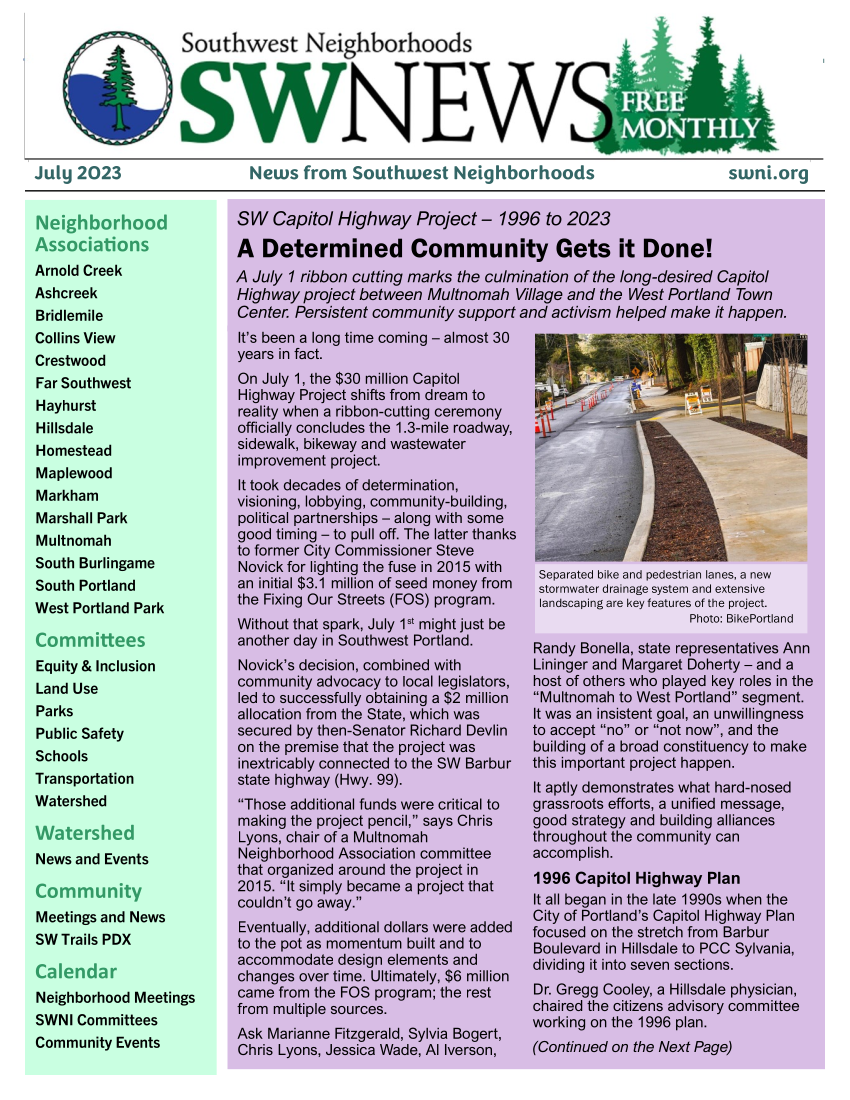 Southwest Neighborhoods
SWNEWS
FREE
MONTHLY
July 2023
News from Southwest Neighborhoods
swni.org
Neighborhood
Associations
Arnold Creek
Ashcreek
Bridlemile
Collins View
Crestwood
Far Southwest
Hayhurst
Hillsdale
Homestead
Maplewood
Markham
Marshall Park
Multnomah
South Burlingame
South Portland
West Portland Park
Committees
Equity & Inclusion
Land Use
Parks
Public Safety
Schools
Transportation
Watershed
Watershed
News and Events
Community
Meetings and News
SW Trails PDX
Calendar
Neighborhood Meetings
SWNI Committees
Community Events
SW Capitol Highway Project – 1996 to 2023
A Determined Community Gets it Done!
A July 1 ribbon cutting marks the culmination of the long-desired Capitol
Highway project between Multnomah Village and the West Portland Town
Center. Persistent community support and activism helped make it happen.
It's been a long time coming – almost 30
years in fact.
On July 1, the $30 million Capitol
Highway Project shifts from dream to
reality when a ribbon-cutting ceremony
officially concludes the 1.3-mile roadway,
sidewalk, bikeway and wastewater
improvement project.
It took decades of determination,
visioning, lobbying, community-building,
political partnerships – along with some
good timing – to pull off. The latter thanks
to former City Commissioner Steve
Novick for lighting the fuse in 2015 with
an initial $3.1 million of seed money from
the Fixing Our Streets (FOS) program.
Without that spark, July 1st might just be
another day in Southwest Portland.
Novick's decision, combined with
community advocacy to local legislators,
led to successfully obtaining a $2 million
allocation from the State, which was
secured by then-Senator Richard Devlin
on the premise that the project was
inextricably connected to the SW Barbur
state highway (Hwy. 99).
“Those additional funds were critical to
making the project pencil,” says Chris
Lyons, chair of a Multnomah
Neighborhood Association committee
that organized around the project in
2015. “It simply became a project that
couldn't go away.”
Eventually, additional dollars were added
to the pot as momentum built and to
accommodate design elements and
changes over time. Ultimately, $6 million
came from the FOS program; the rest
from multiple sources.
Ask Marianne Fitzgerald, Sylvia Bogert,
Chris Lyons, Jessica Wade, Al Iverson,
Separated bike and pedestrian lanes, a new
stormwater drainage system and extensive
landscaping are key features of the project.
Photo: BikePortland
Randy Bonella, state representatives Ann
Lininger and Margaret Doherty – and a
host of others who played key roles in the
“Multnomah to West Portland” segment.
It was an insistent goal, an unwillingness
to accept “no” or “not now”, and the
building of a broad constituency to make
this important project happen.
It aptly demonstrates what hard-nosed
grassroots efforts, a unified message,
good strategy and building alliances
throughout the community can
accomplish.
1996 Capitol Highway Plan
It all began in the late 1990s when the
City of Portland's Capitol Highway Plan
focused on the stretch from Barbur
Boulevard in Hillsdale to PCC Sylvania,
dividing it into seven sections.
Dr. Gregg Cooley, a Hillsdale physician,
chaired the citizens advisory committee
working on the 1996 plan.
(Continued on the Next Page)